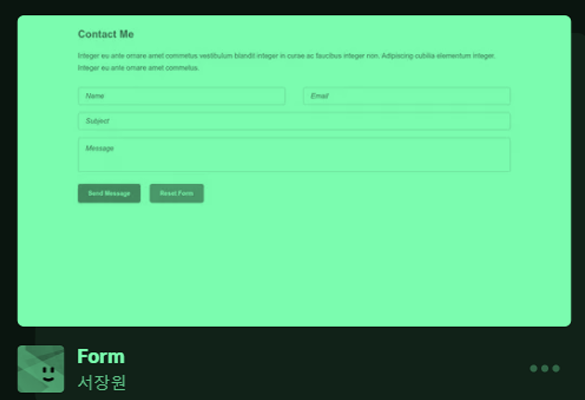 Contact Me
Integer eu ante ornare amet commetus vestibulum blandit integer in curae ac faucibus integer non. Adipiscing cubilia elementum integer.
Integer eu ante ornare amet commetus.
Name
Email
Subject
Message
Send Message
Reset Form
Form
서장원